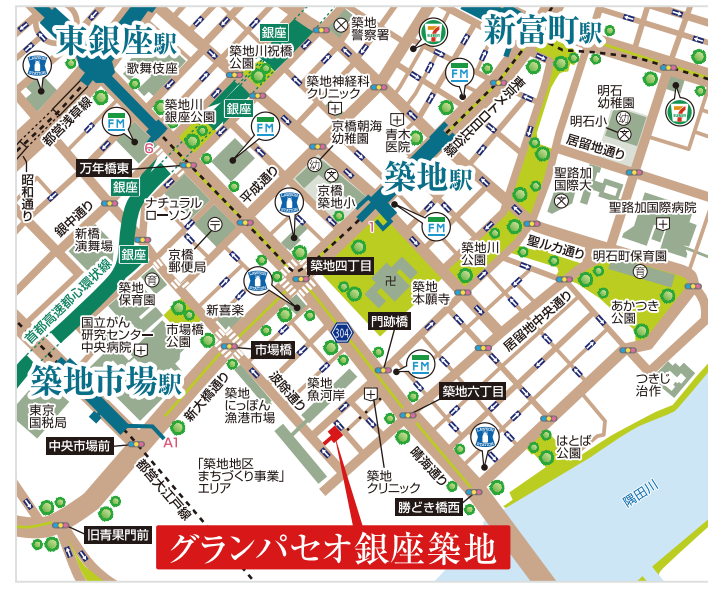 東銀座駅
歌舞伎座
築地川祝橋
公園
銀座
築地
警察署
新富町駅
FM
築地神経科
クリニック
都営浅草線
築地川
銀座公園
銀座
FM
FM
京橋朝海
幼稚園
青木
医院
東京メトロ日比谷線
明石
幼稚園
明石小
居留地通り
6
万年橋東
銀座
昭和通り
銀中通り
ナチュラル
ローソン
平成通り
京橋
築地小
築地駅
聖路加
国際大
聖路加国際病院
新橋
演舞場
銀座
京橋
郵便局
1
FM
築地川
公園
聖ルカ通り
明石町保育園
首都高速都心環状線
築地
保育園
築地四丁目
築地
本願寺
あかつき
公園
新喜楽
国立がん
研究センター
中央病院
市場橋
公園
市場橋
304
門跡橋
居留地中央通り
FM
築地市場駅
新大橋通り
波除通り
築地
魚河岸
築地六丁目
つきじ
治作
東京
国税局
築地
にっぽん
漁港市場
中央市場前
A1
都営大江戸線
「築地地区
まちづくり事業」
エリア
築地
クリニック
晴海通り
はとば
公園
勝どき橋西
隅田川
旧青果門前
グランパセオ銀座築地